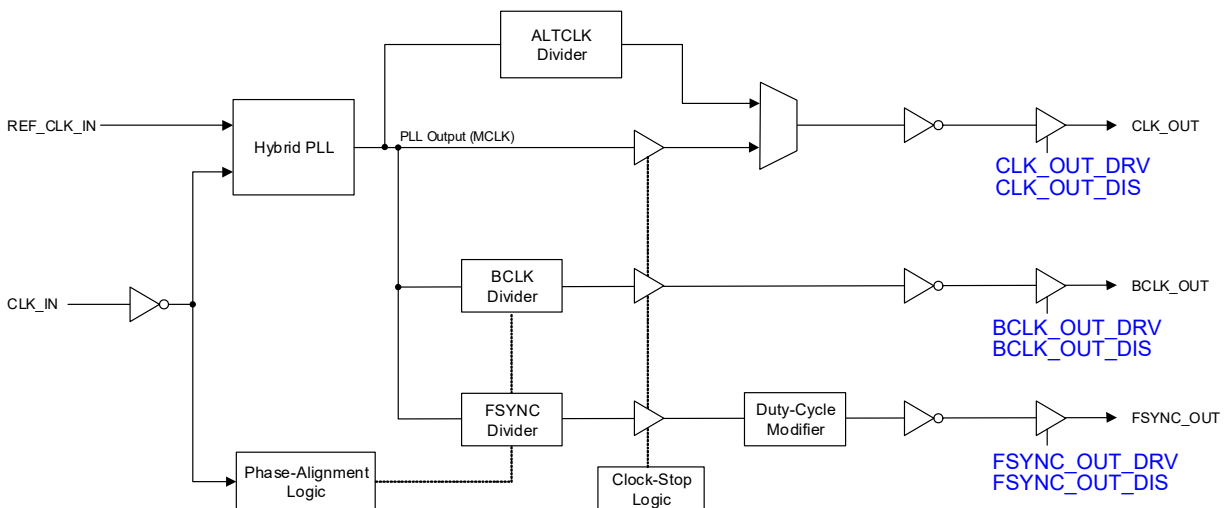 ALTCLK
Divider
REF_CLK_IN
Hybrid PLL
PLL Output (MCLK)
CLK_OUT
CLK_OUT_DRV
CLK_OUT_DIS
CLK_IN
BCLK
Divider
BCLK_OUT
BCLK_OUT_DRV
BCLK_OUT_DIS
FSYNC
Divider
Duty-Cycle
Modifier
FSYNC_OUT
FSYNC_OUT_DRV
FSYNC_OUT_DIS
Phase-Alignment
Logic
Clock-Stop
Logic